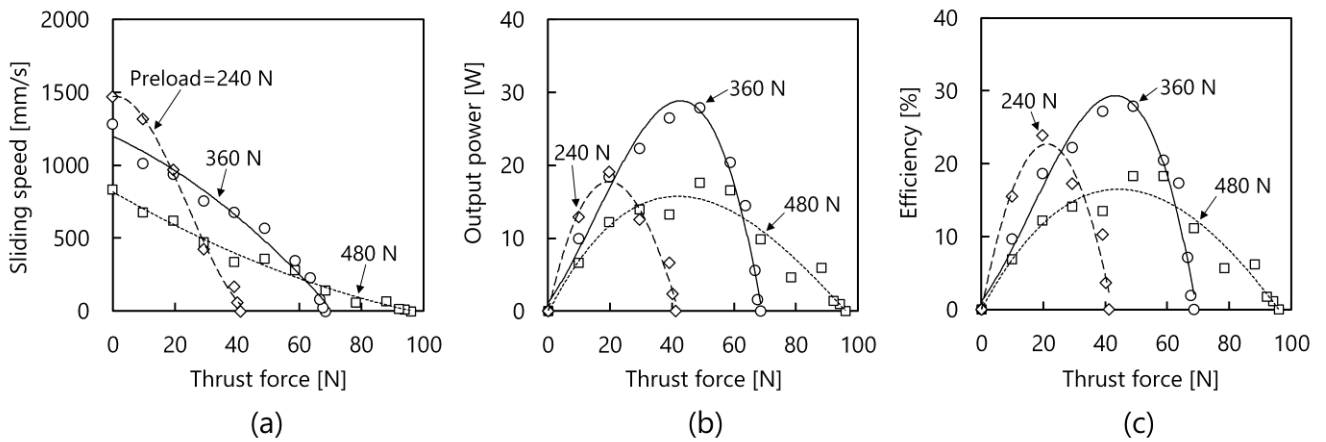 2000
1500
1000
500
0
Sliding speed [mm/s]
Preload=240 N
360 N
480 N
0 20 40 60 80 100
Thrust force [N]
(a)
40
30
20
10
0
Output power [W]
240 N
360 N
480 N
0 20 40 60 80 100
Thrust force [N]
(b)
40
30
20
10
0
Efficiency [%]
240 N
360 N
480 N
0 20 40 60 80 100
Thrust force [N]
(c)